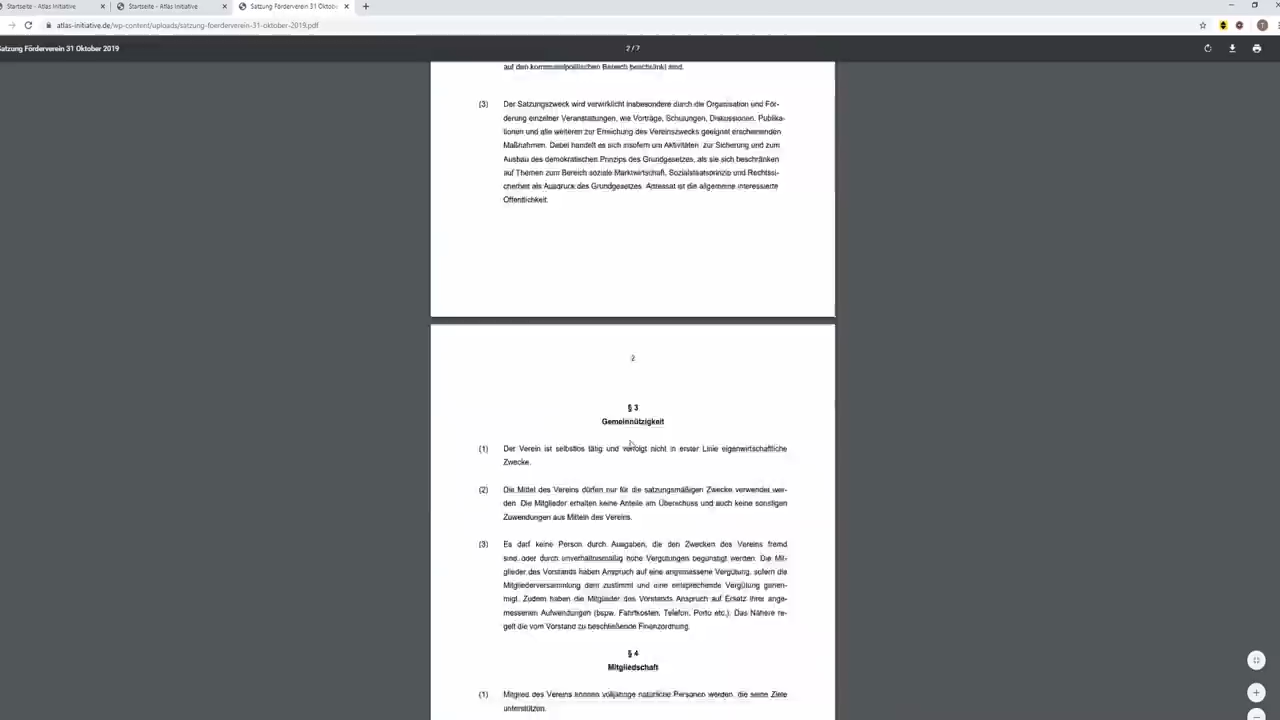 Startseite - Atlas Initiative
Startseite - Atlas Initiative
Satzung Förderverein 31 Oktob
atlas-initiative.de/wp-content/uploads/satzung-foerderverein-31-oktober-2019.pdf
Satzung Förderverein 31 Oktober 2019
2 / 7
auf den kommunalpolitischen Bereich beschränkt sind.
(3) Der Satzungszweck wird verwirklicht insbesondere durch die Organisation und För-
derung einzelner Veranstaltungen, wie Vorträge, Schulungen, Diskussionen, Publika-
tionen und alle weiteren zur Erreichung des Vereinszwecks geeignet erscheinenden
Maßnahmen. Dabei handelt es sich insofern um Aktivitäten zur Sicherung und zum
Ausbau des demokratischen Prinzips des Grundgesetzes, als sie sich beschränken
auf Themen zum Bereich soziale Marktwirtschaft, Sozialstaatsprinzip und Rechtssi-
cherheit als Ausdruck des Grundgesetzes. Adressat ist die allgemeine interessierte
Öffentlichkeit.
2
§ 3
Gemeinnützigkeit
(1) Der Verein ist selbstlos tätig und verfolgt nicht in erster Linie eigenwirtschaftliche
Zwecke.
(2) Die Mittel des Vereins dürfen nur für die satzungsmäßigen Zwecke verwendet wer-
den. Die Mitglieder erhalten keine Anteile am Überschuss und auch keine sonstigen
Zuwendungen aus Mitteln des Vereins.
(3) Es darf keine Person durch Ausgaben, die den Zwecken des Vereins fremd
sind, oder durch unverhältnismäßig hohe Vergütungen begünstigt werden. Die Mit-
glieder des Vorstands haben Anspruch auf eine angemessene Vergütung, sofern die
Mitgliederversammlung dem zustimmt und eine entsprechende Vergütung geneh-
migt. Zudem haben die Mitglieder des Vorstands Anspruch auf Ersatz ihrer ange-
messenen Aufwendungen (bspw. Fahrtkosten, Telefon, Porto etc.). Das Nähere re-
gelt die vom Vorstand zu beschließende Finanzordnung.
§ 4
Mitgliedschaft
(1) Mitglied des Vereins können volljährige natürliche Personen werden, die seine Ziele
unterstützen.